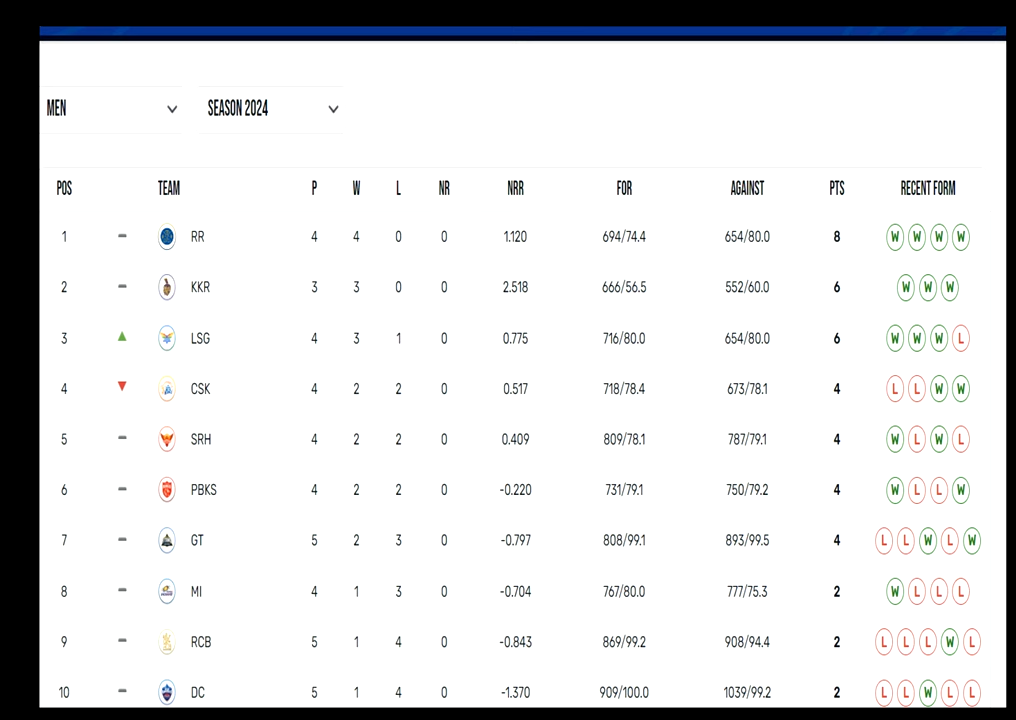 MEN SEASON 2024
POS TEAM P W L NR NRR FOR AGAINST PTS RECENT FORM
1 RR 4 4 0 0 1.120 694/74.4 654/80.0 8 W W W W
2 KKR 3 3 0 0 2.518 666/56.5 552/60.0 6 W W W
3 LSG 4 3 1 0 0.775 716/80.0 654/80.0 6 W W W L
4 CSK 4 2 2 0 0.517 718/78.4 673/78.1 4 L L W W
5 SRH 4 2 2 0 0.409 809/78.1 787/79.1 4 W L W L
6 PBKS 4 2 2 0 -0.220 731/79.1 750/79.2 4 W L L W
7 GT 5 2 3 0 -0.797 808/99.1 893/99.5 4 L L W L W
8 MI 4 1 3 0 -0.704 767/80.0 777/75.3 2 W L L L
9 RCB 5 1 4 0 -0.843 869/99.2 908/94.4 2 L L L W L
10 DC 5 1 4 0 -1.370 909/100.0 1039/99.2 2 L L W L L